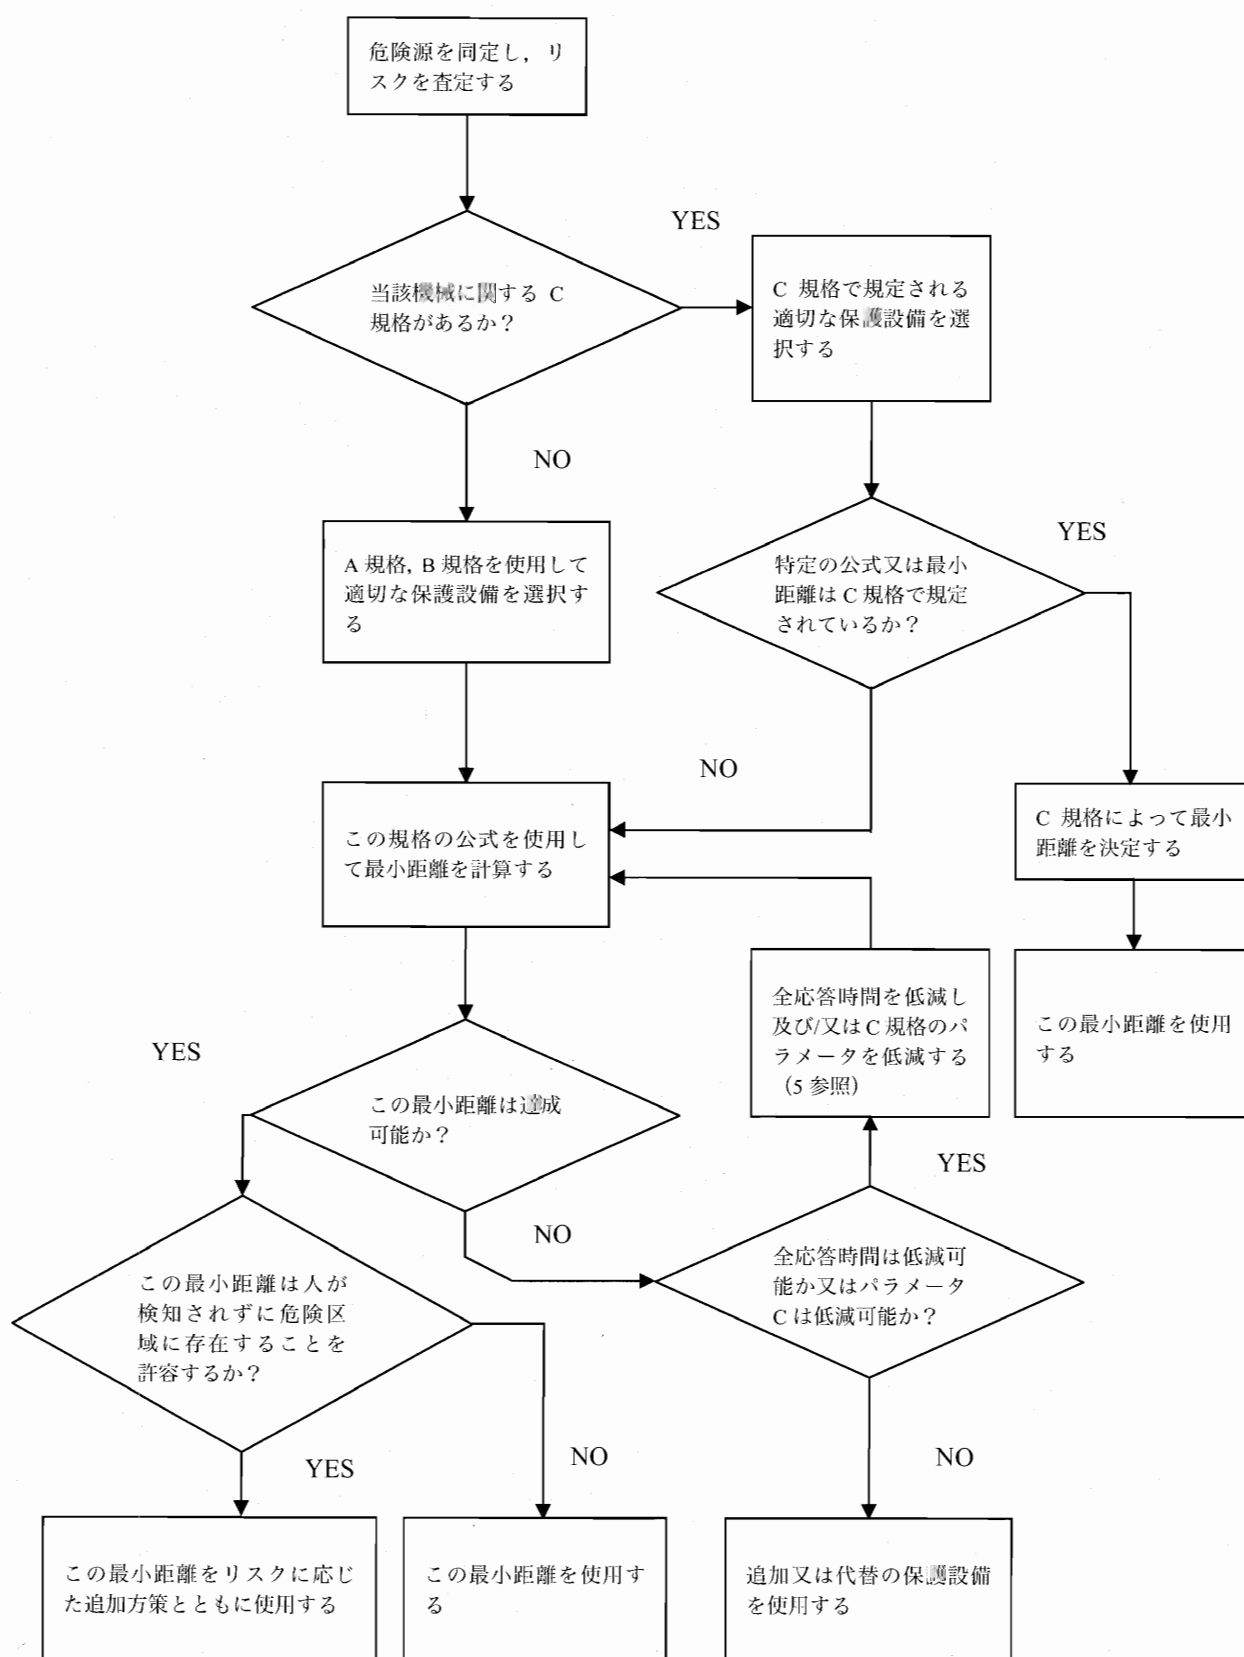 危険源を同定し，リ
スクを査定する
YES
当該機械に関する C
規格があるか？
C 規格で規定される
適切な保護設備を選
択する
NO
A 規格, B 規格を使用して
適切な保護設備を選択す
る
YES
特定の公式又は最小
距離は C 規格で規定
されているか？
NO
この規格の公式を使用し
て最小距離を計算する
C 規格によって最小
距離を決定する
全応答時間を低減し
及び/又は C 規格のパ
ラメータを低減する
（5 参照）
この最小距離を使用
する
YES
この最小距離は達成
可能か？
YES
NO
全応答時間は低減可
能か又はパラメータ
C は低減可能か？
この最小距離は人が
検知されずに危険区
域に存在することを
許容するか？
YES
NO
NO
この最小距離をリスクに応じ
た追加方策とともに使用する
この最小距離を使用す
る
追加又は代替の保護設備
を使用する